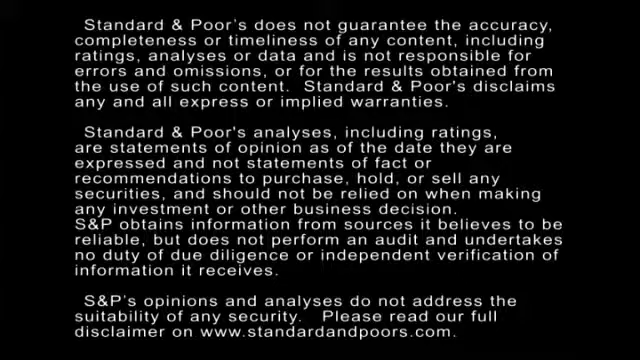 Standard & Poor's does not guarantee the accuracy,
completeness or timeliness of any content, including
ratings, analyses or data and is not responsible for
errors and omissions, or for the results obtained from
the use of such content.  Standard & Poor's disclaims
any and all express or implied warranties.
Standard & Poor's analyses, including ratings,
are statements of opinion as of the date they are
expressed and not statements of fact or
recommendations to purchase, hold, or sell any
securities, and should not be relied on when making
any investment or other business decision.
S&P obtains information from sources it believes to be
reliable, but does not perform an audit and undertakes
no duty of due diligence or independent verification of
information it receives.
S&P's opinions and analyses do not address the
suitability of any security.   Please read our full
disclaimer on www.standardandpoors.com.